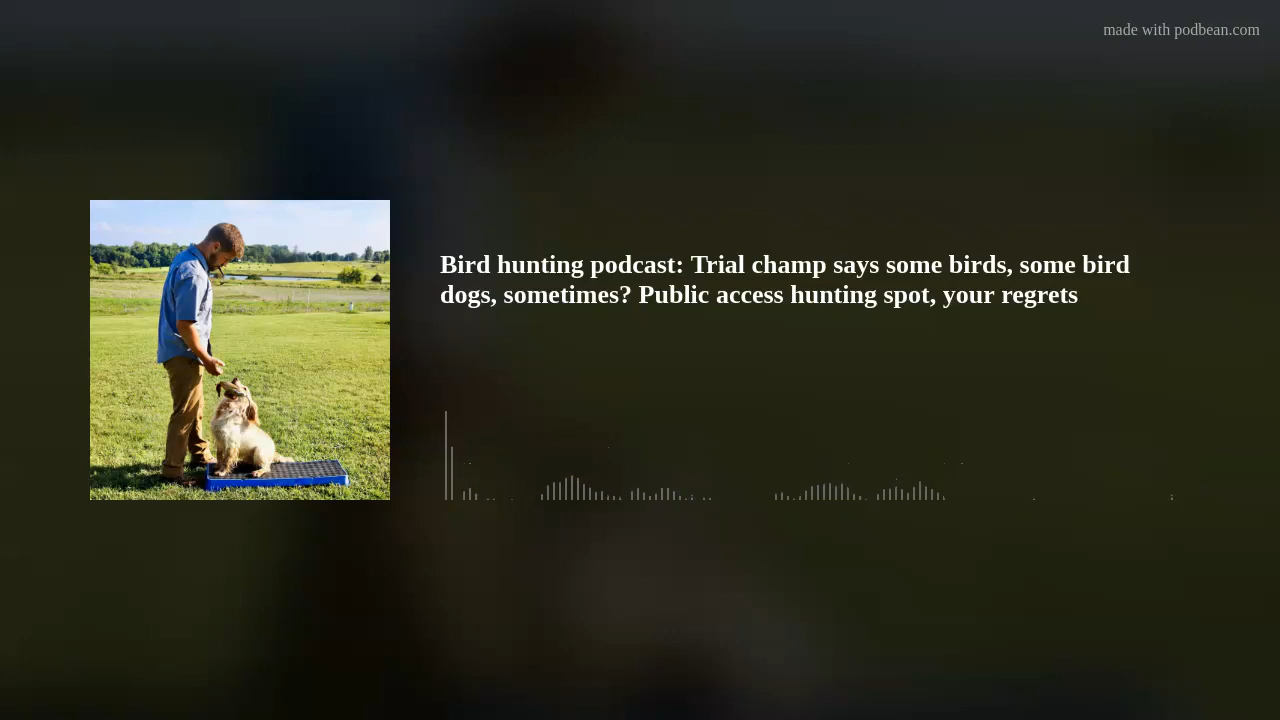 made with podbean.com
Bird hunting podcast: Trial champ says some birds, some bird
dogs, sometimes? Public access hunting spot, your regrets